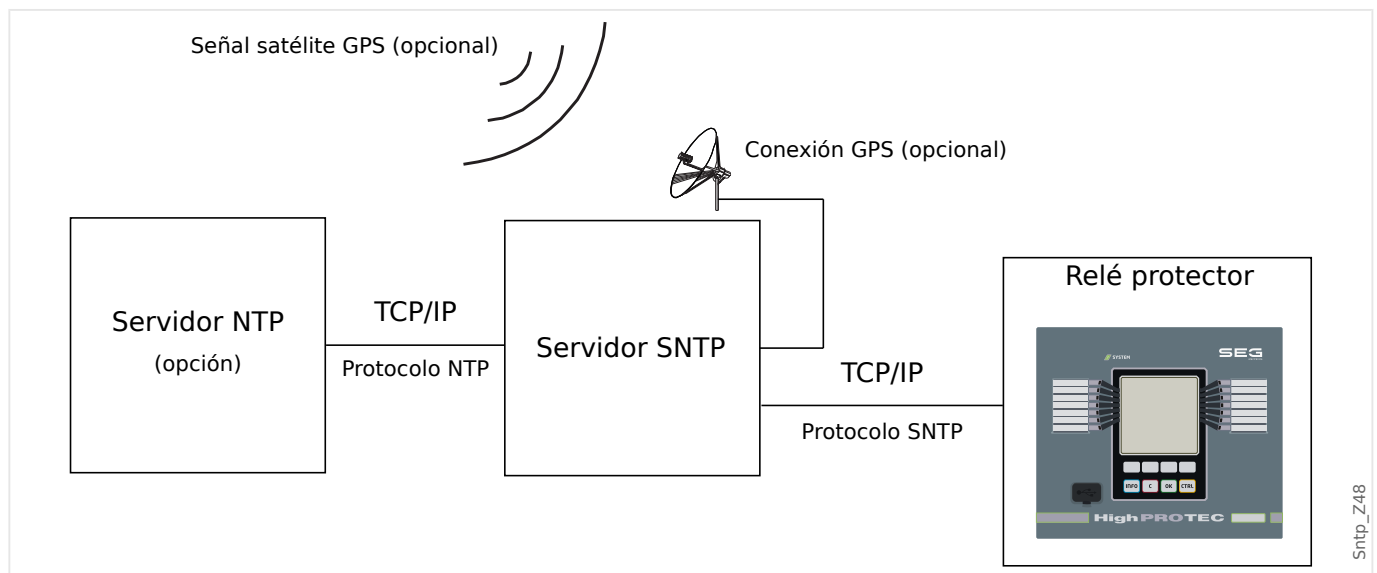 Señal satélite GPS (opcional)
Conexión GPS (opcional)
Servidor NTP
(opción)
TCP/IP
Protocolo NTP
Servidor SNTP
TCP/IP
Protocolo SNTP
Relé protector
SYSTEM
SEG
INFO C OK CTRL
HighPROTEC
Sntp_Z48